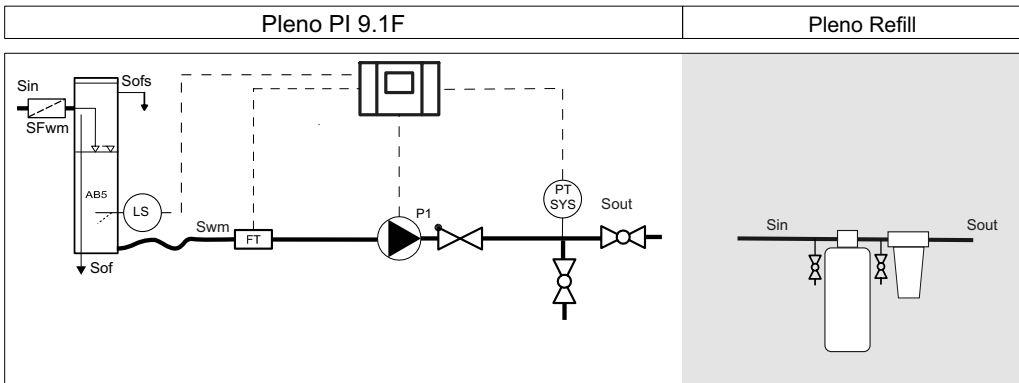 Pleno PI 9.1F
Pleno Refill
Sin
Sofs
SFwm
AB5
LS
Swm
FT
Sof
P1
PT
SYS
Sout
Sin
Sout